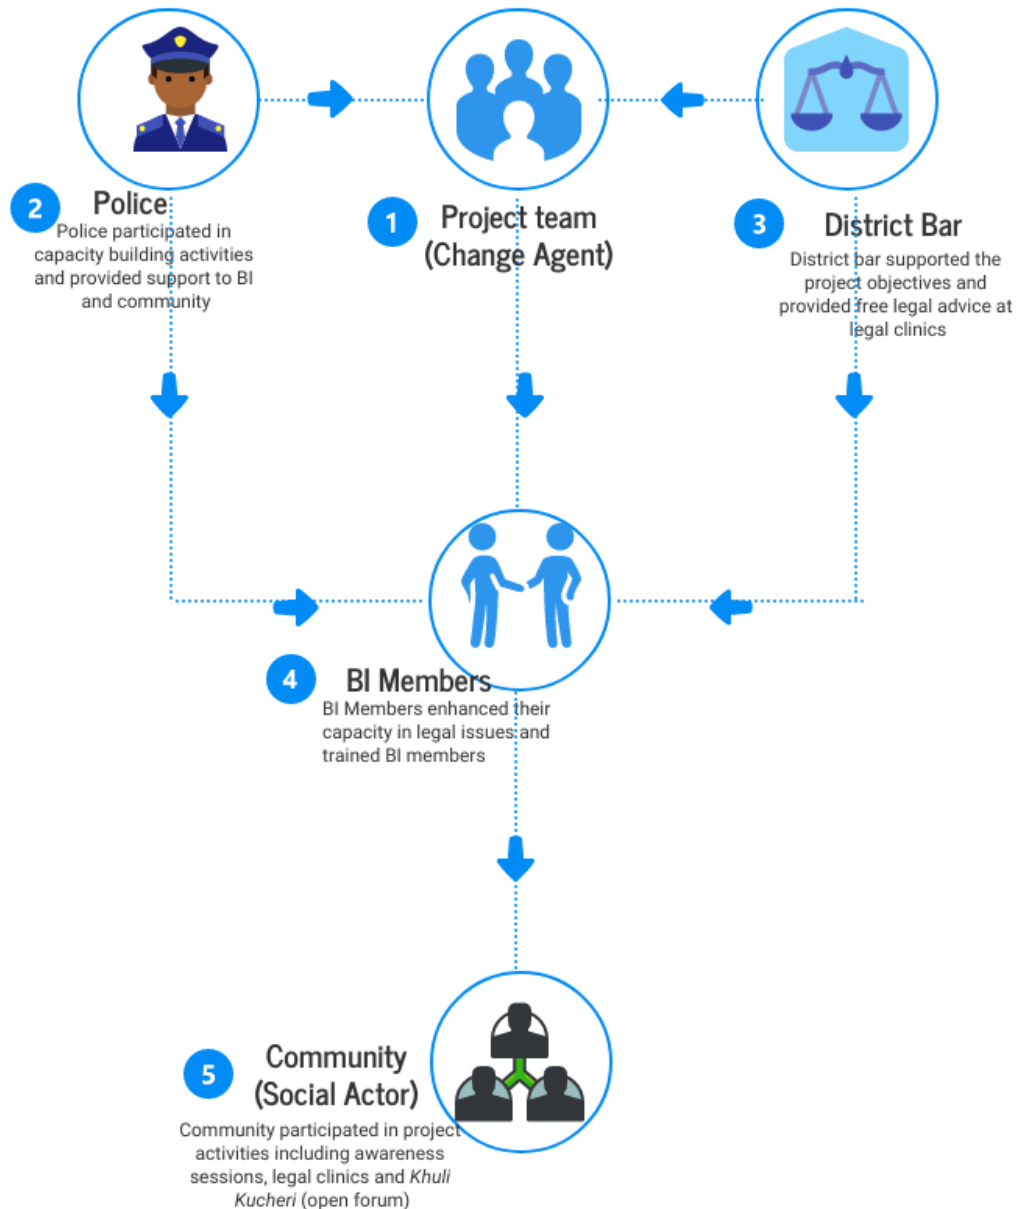 2
Police
Police participated in
capacity building activities
and provided support to BI
and community
1
Project team
(Change Agent)
3
District Bar
District bar supported the
project objectives and
provided free legal advice at
legal clinics
4
BI Members
BI Members enhanced their
capacity in legal issues and
trained BI members
5
Community
(Social Actor)
Community participated in project
activities including awareness
sessions, legal clinics and Khuli
Kucheri (open forum)